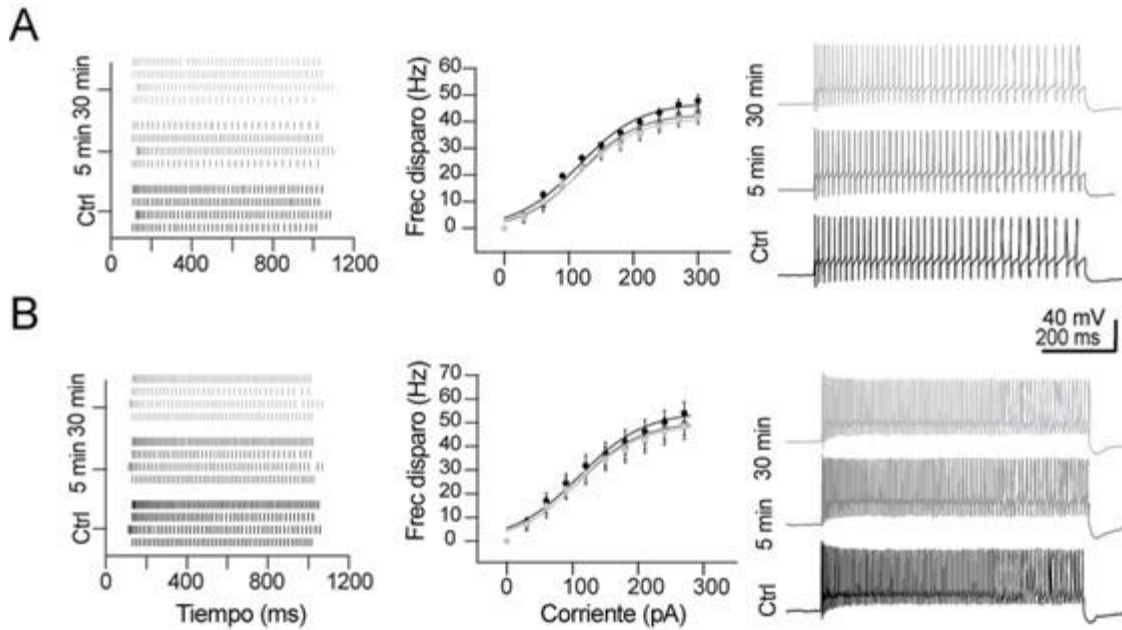 A
30 min
5 min
Ctrl
0 400 800 1200
Frec disparo (Hz)
60
50
40
30
20
10
0
0 100 200 300
30 min
5 min
Ctrl
40 mV
200 ms
B
30 min
5 min
Ctrl
0 400 800 1200
Tiempo (ms)
Frec disparo (Hz)
70
60
50
40
30
20
10
0
0 100 200 300
Corriente (pA)
30 min
5 min
Ctrl